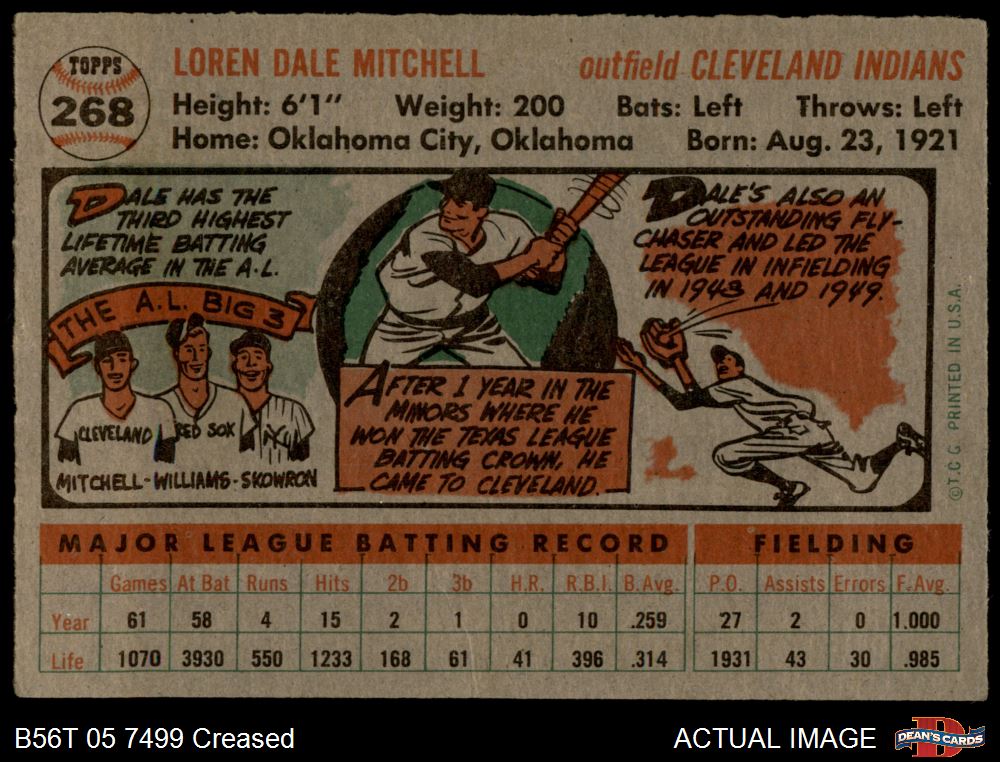 TOPPS
268
LOREN DALE MITCHELL outfield CLEVELAND INDIANS
Height: 6'1" Weight: 200 Bats: Left Throws: Left
Home: Oklahoma City, Oklahoma Born: Aug. 23, 1921
DALE HAS THE
THIRD HIGHEST
LIFETIME BATTING
AVERAGE IN THE A.L.
THE A.L. BIG 3
CLEVELAND RED SOX NY
MITCHELL-WILLIAMS-SKOWRON
AFTER 1 YEAR IN THE
MINORS WHERE HE
WON THE TEXAS LEAGUE
BATTING CROWN, HE
CAME TO CLEVELAND.
DALE'S ALSO AN
OUTSTANDING FLY-
CHASER AND LED THE
LEAGUE IN INFIELDING
IN 1948 AND 1949.
©T.C.G. PRINTED IN U.S.A.
MAJOR LEAGUE BATTING RECORD FIELDING
Games At Bat Runs Hits 2b 3b H.R. R.B.I. B.Avg. P.O. Assists Errors F.Avg.
Year 61 58 4 15 2 1 0 10 .259 27 2 0 1.000
Life 1070 3930 550 1233 168 61 41 396 .314 1931 43 30 .985
B56T 05 7499 Creased ACTUAL IMAGE DEAN'S CARDS